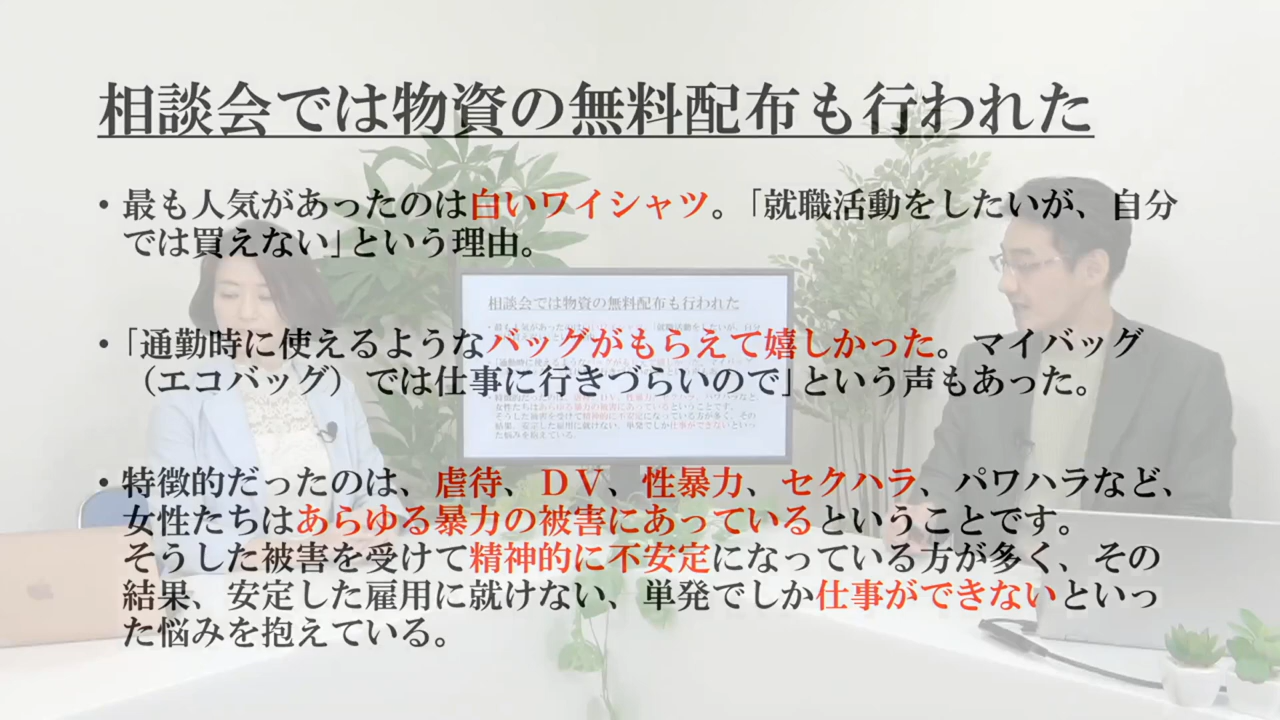 相談会では物資の無料配布も行われた
• 最も人気があったのは白いワイシャツ。「就職活動をしたいが、自分
では買えない」という理由。
• 「通勤時に使えるようなバッグがもらえて嬉しかった。マイバッグ
（エコバッグ）では仕事に行きづらいので」という声もあった。
• 特徴的だったのは、虐待、ＤＶ、性暴力、セクハラ、パワハラなど、
女性たちはあらゆる暴力の被害にあっているということです。
そうした被害を受けて精神的に不安定になっている方が多く、その
結果、安定した雇用に就けない、単発でしか仕事ができないといっ
た悩みを抱えている。
相談会では物資の無料配布も行われた